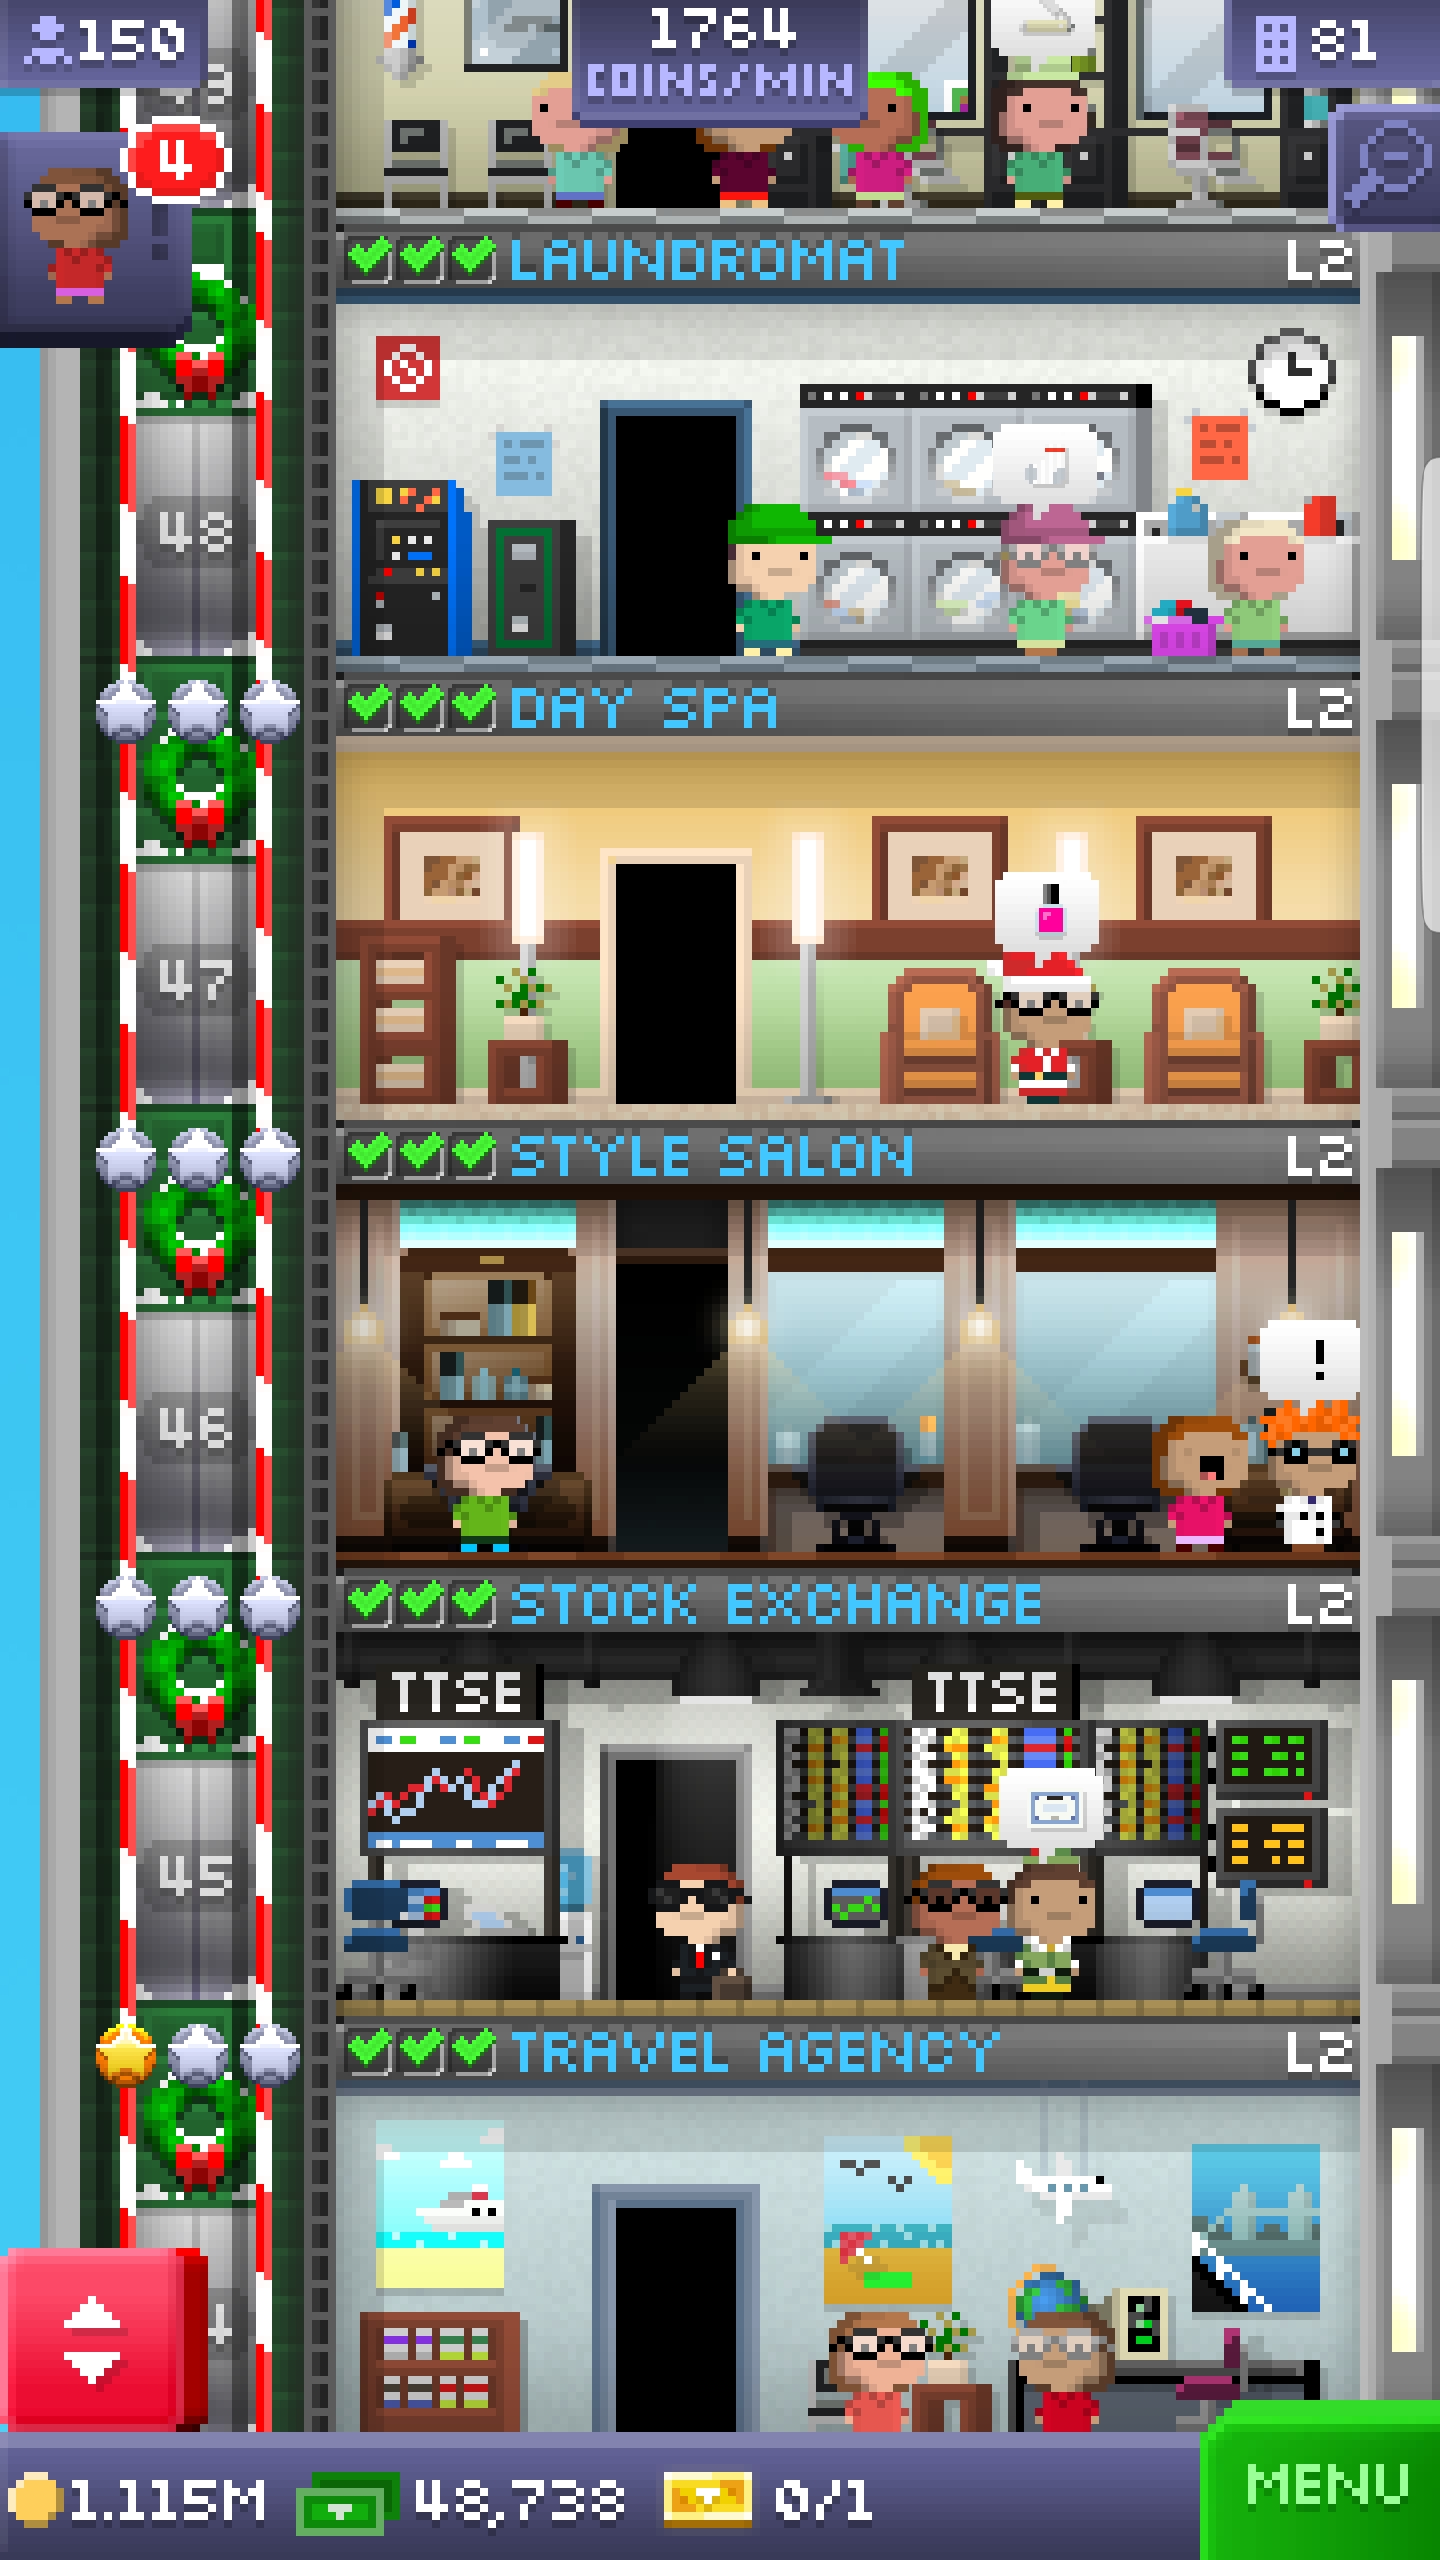 150
1764
COINS/MIN
81
4
LAUNDROMAT L2
48
DAY SPA L2
47
STYLE SALON L2
46
!
STOCK EXCHANGE L2
TTSE TTSE
45
TRAVEL AGENCY L2
1.115M 48,738 0/1
MENU